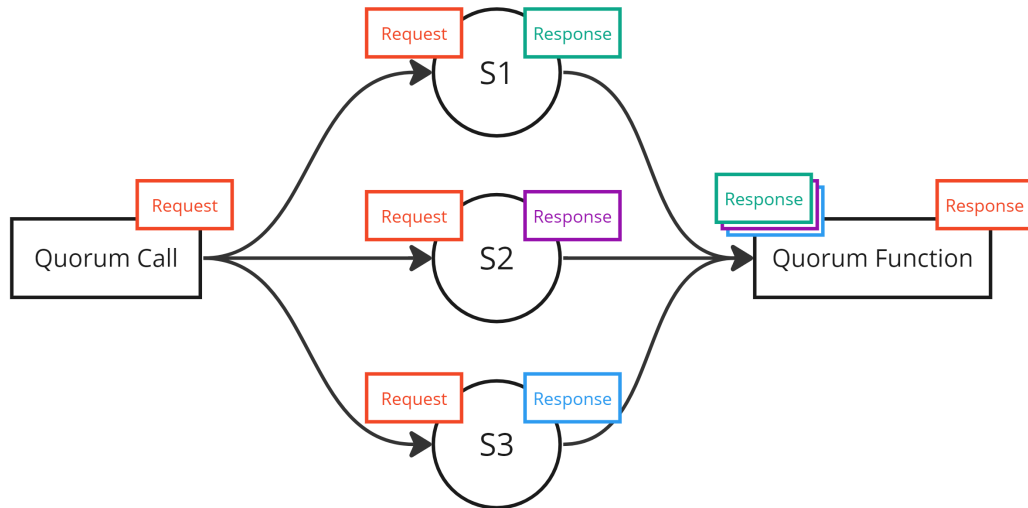 Request
Response
S1
Request
Quorum Call
Request
Response
S2
Response
Response
Quorum Function
Request
Response
S3